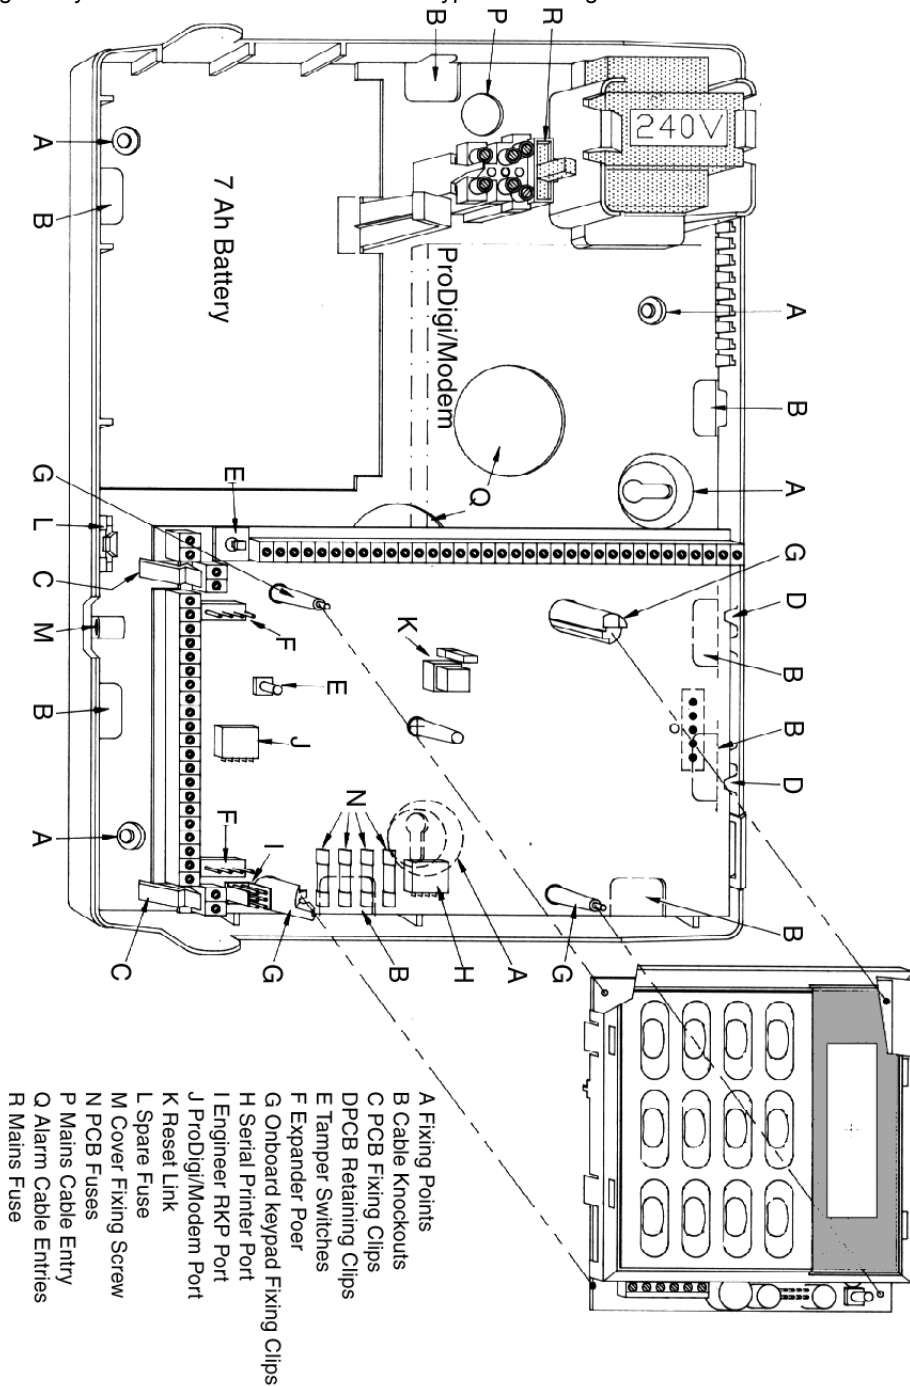 A
B
A
G
D
B
B
D
B
240V
R
G
P
A
Q
H
ProDigi/Modem
B
B
K
N
E
J
F
I
G
E
F
7 Ah Battery
C
A
B
G
L
C
M
B
A
A Fixing Points
B Cable Knockouts
C PCB Fixing Clips
DPCB Retaining Clips
E Tamper Switches
F Expander Poer
G Onboard keypad Fixing Clips
H Serial Printer Port
I Engineer RKP Port
J ProDigi/Modem Port
K Reset Link
L Spare Fuse
M Cover Fixing Screw
N PCB Fuses
P Mains Cable Entry
Q Alarm Cable Entries
R Mains Fuse